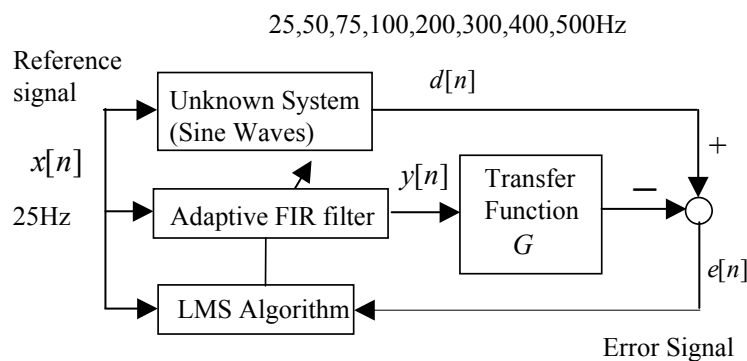 25,50,75,100,200,300,400,500Hz
Reference
signal
Unknown System
(Sine Waves)
d[n]
x[n]
25Hz
+
Adaptive FIR filter
y[n]
Transfer
Function
G
−
e[n]
LMS Algorithm
Error Signal